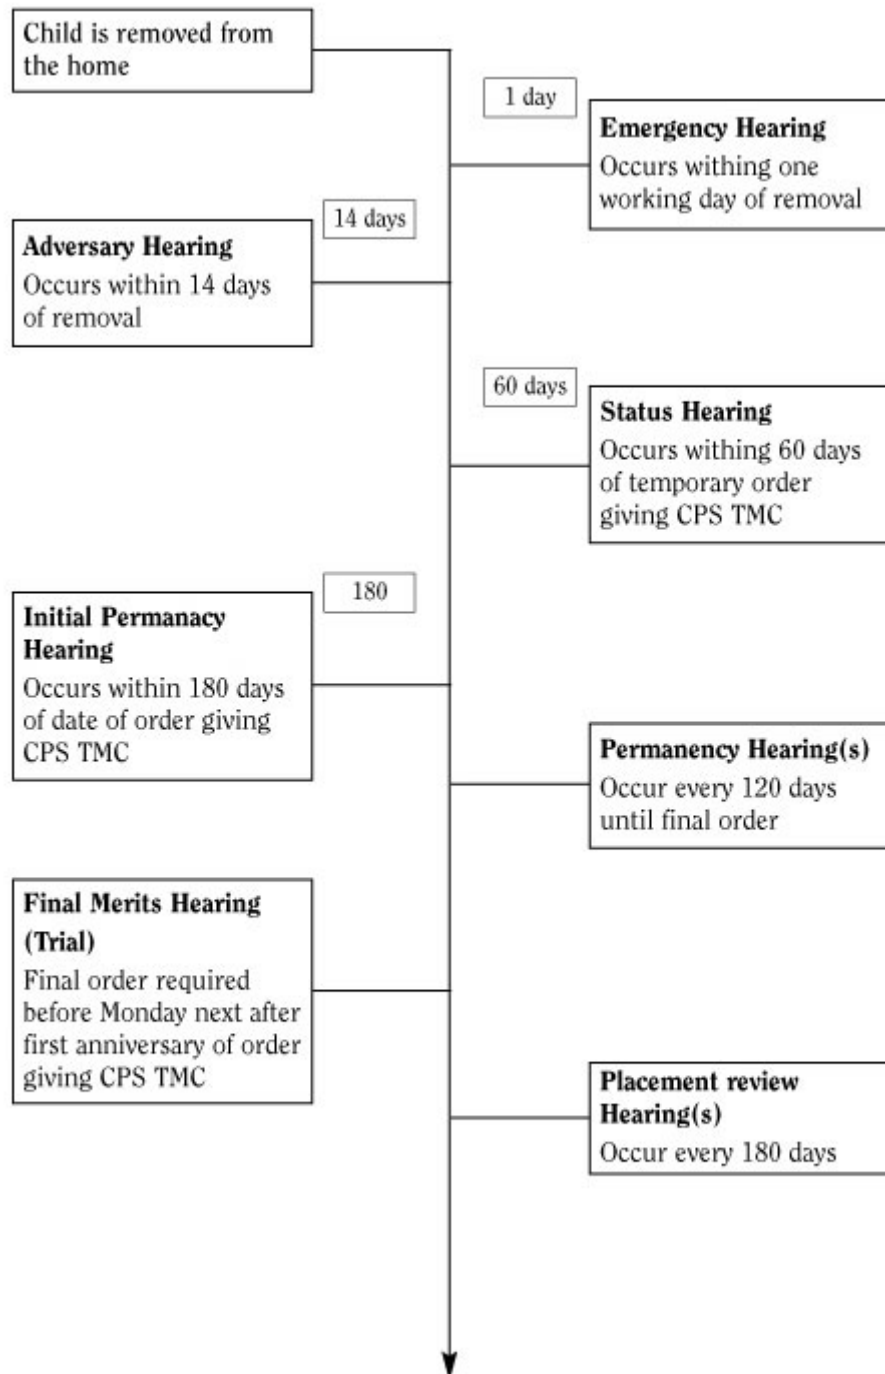 Child is removed from
the home
1 day
Emergency Hearing
Occurs withing one
working day of removal
14 days
Adversary Hearing
Occurs within 14 days
of removal
60 days
Status Hearing
Occurs withing 60 days
of temporary order
giving CPS TMC
180
Initial Permanacy
Hearing
Occurs within 180 days
of date of order giving
CPS TMC
Permanency Hearing(s)
Occur every 120 days
until final order
Final Merits Hearing
(Trial)
Final order required
before Monday next after
first anniversary of order
giving CPS TMC
Placement review
Hearing(s)
Occur every 180 days